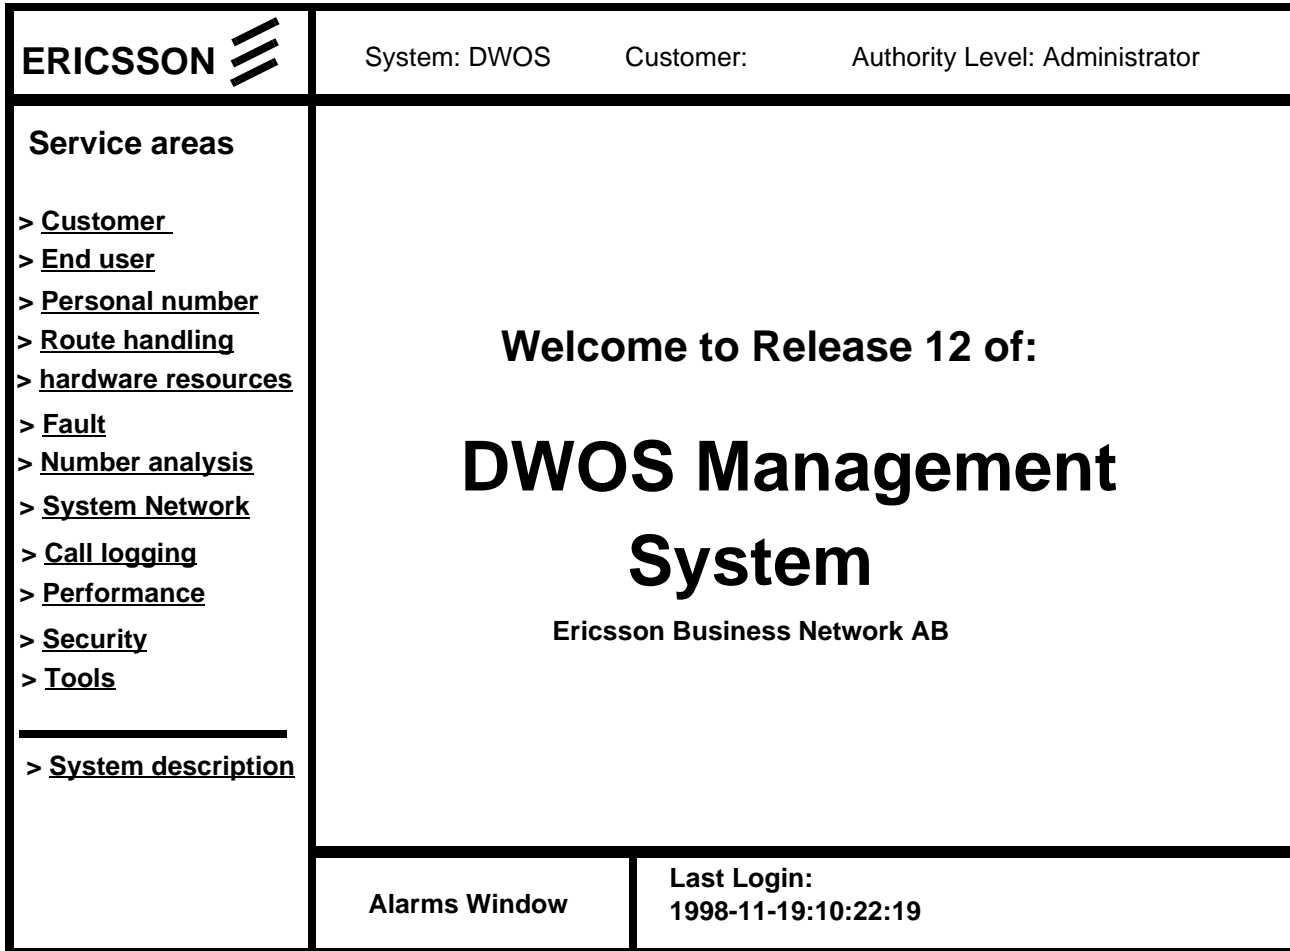 ERICSSON
System: DWOS Customer: Authority Level: Administrator
Service areas
> Customer
> End user
> Personal number
> Route handling
> hardware resources
> Fault
> Number analysis
> System Network
> Call logging
> Performance
> Security
> Tools
> System description
Welcome to Release 12 of:
DWOS Management
System
Ericsson Business Network AB
Alarms Window
Last Login:
1998-11-19:10:22:19